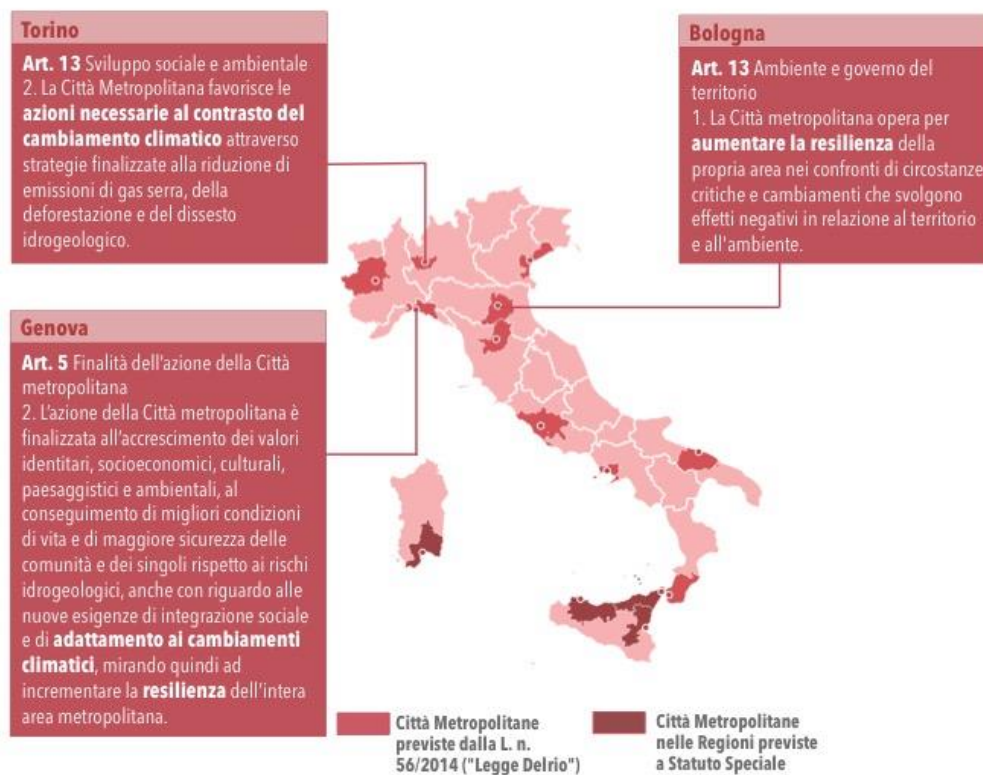 Torino
Art. 13 Sviluppo sociale e ambientale
2. La Città Metropolitana favorisce le
azioni necessarie al contrasto del
cambiamento climatico attraverso
strategie finalizzate alla riduzione di
emissioni di gas serra, della
deforestazione e del dissesto
idrogeologico.
Bologna
Art. 13 Ambiente e governo del
territorio
1. La Città metropolitana opera per
aumentare la resilienza della
propria area nei confronti di circostanze
critiche e cambiamenti che svolgono
effetti negativi in relazione al territorio
e all'ambiente.
Genova
Art. 5 Finalità dell'azione della Città
metropolitana
2. L'azione della Città metropolitana è
finalizzata all'accrescimento dei valori
identitari, socioeconomici, culturali,
paesaggistici e ambientali, al
conseguimento di migliori condizioni
di vita e di maggiore sicurezza delle
comunità e dei singoli rispetto ai rischi
idrogeologici, anche con riguardo alle
nuove esigenze di integrazione sociale
e di adattamento ai cambiamenti
climatici, mirando quindi ad
incrementare la resilienza dell'intera
area metropolitana.
Città Metropolitane
previste dalla L. n.
56/2014 ("Legge Delrio")
Città Metropolitane
nelle Regioni previste
a Statuto Speciale